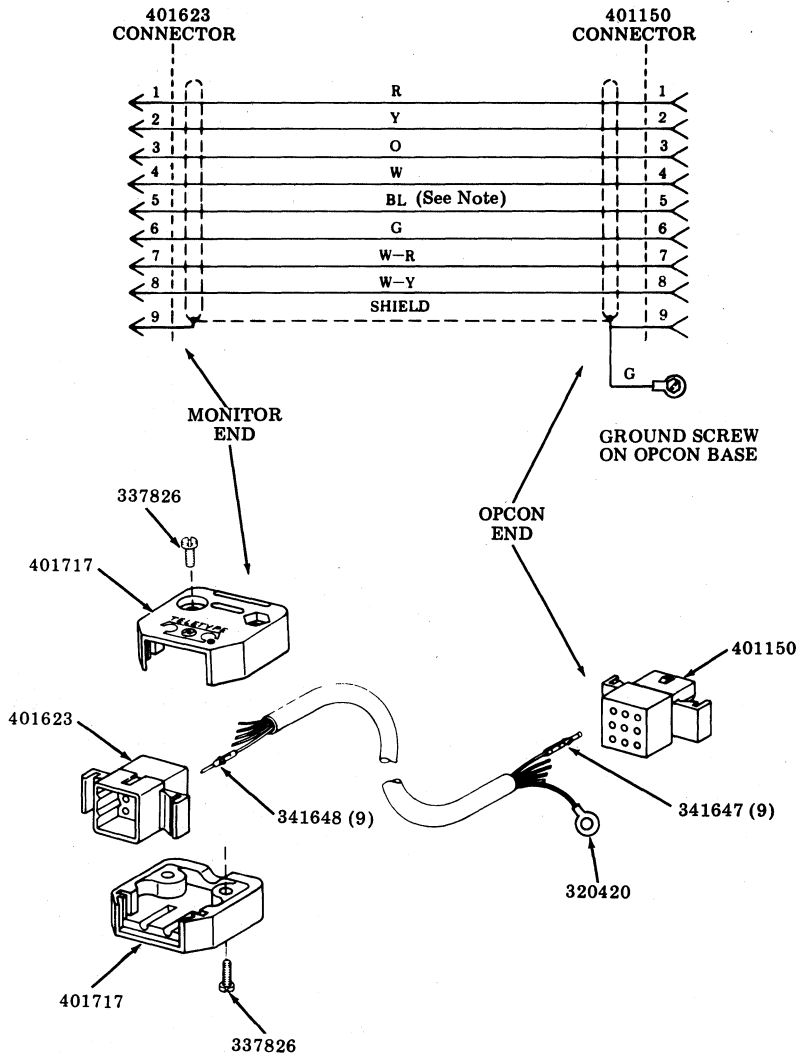 401623
CONNECTOR
401150
CONNECTOR
1 R 1
2 Y 2
3 O 3
4 W 4
5 BL (See Note) 5
6 G 6
7 W–R 7
8 W–Y 8
SHIELD
9 9
G
MONITOR
END
GROUND SCREW
ON OPCON BASE
337826
OPCON
END
401717
TELETYPE
401150
401623
341648 (9)
341647 (9)
320420
401717
337826